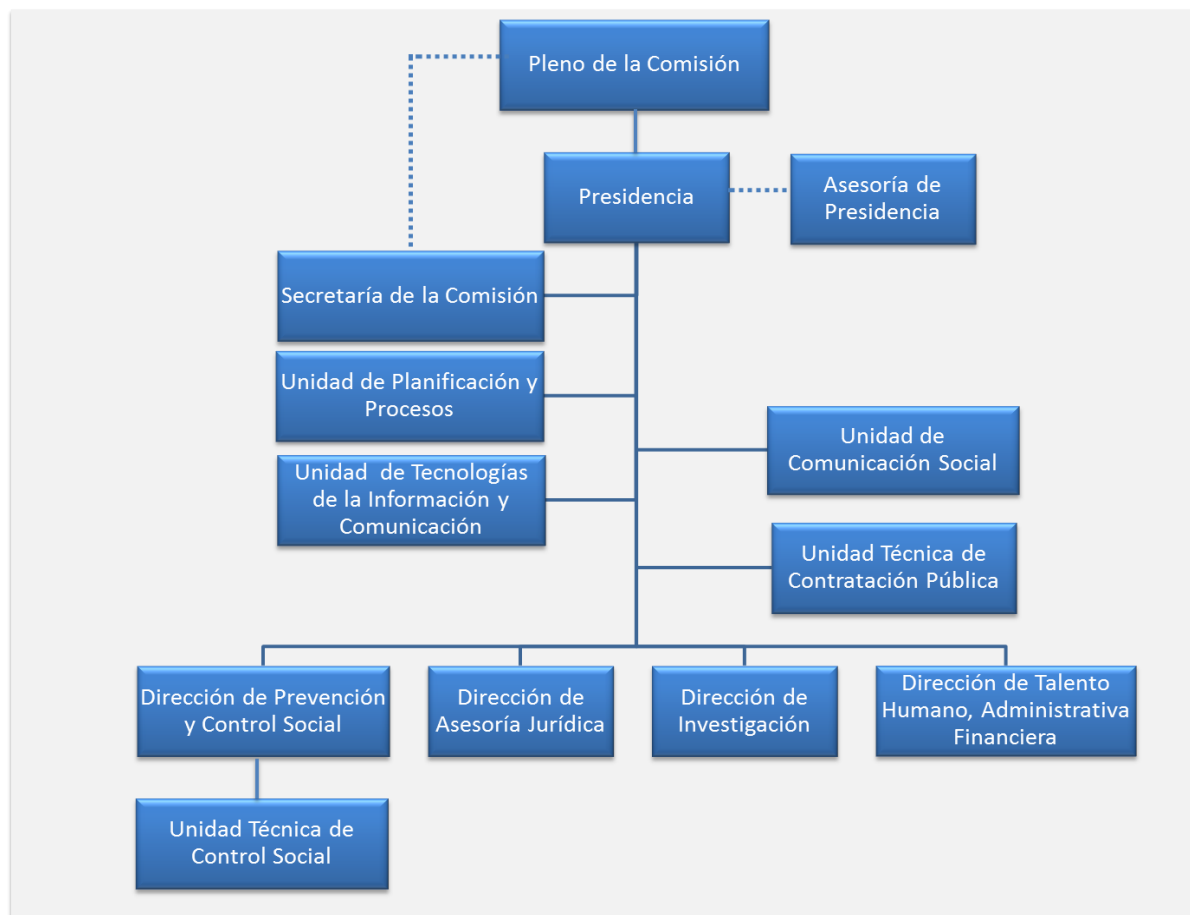 Pleno de la Comisión
Presidencia
Asesoría de
Presidencia
Secretaría de la Comisión
Unidad de Planificación y
Procesos
Unidad de
Comunicación Social
Unidad  de Tecnologías
de la Información y
Comunicación
Unidad Técnica de
Contratación Pública
Dirección de Prevención
y Control Social
Dirección de
Asesoría Jurídica
Dirección de
Investigación
Dirección de Talento
Humano, Administrativa
Financiera
Unidad Técnica de
Control Social